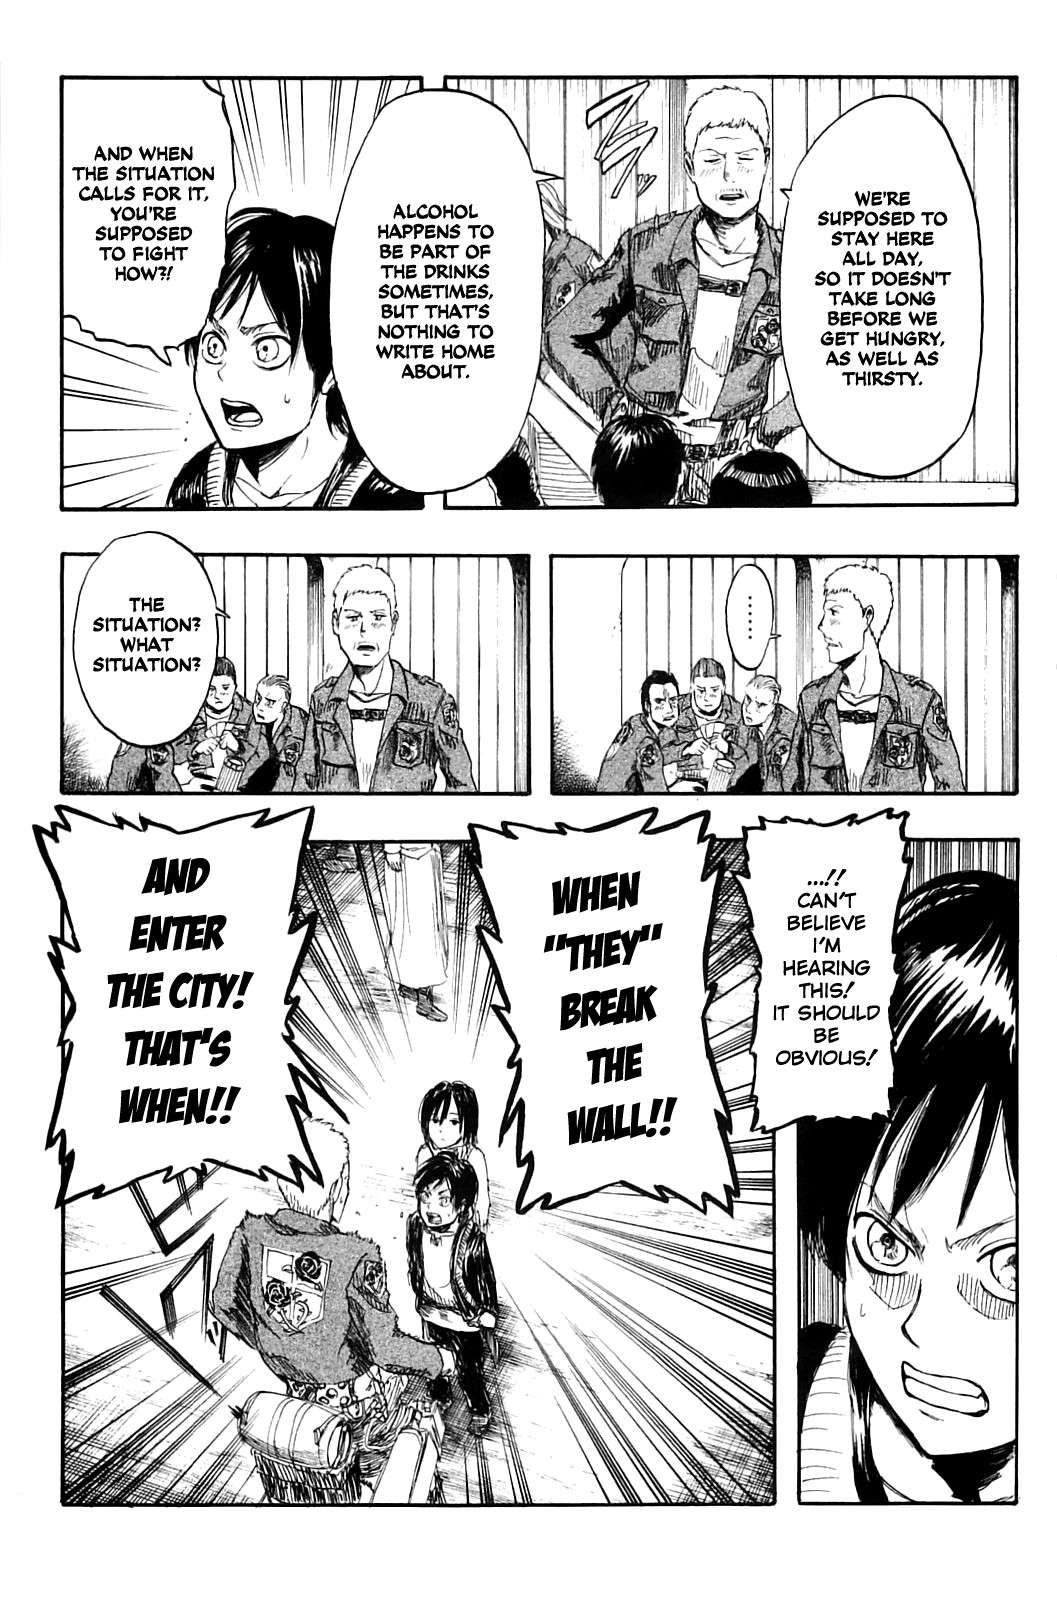 WE'RE
SUPPOSED TO
STAY HERE
ALL DAY,
SO IT DOESN'T
TAKE LONG
BEFORE WE
GET HUNGRY,
AS WELL AS
THIRSTY.
ALCOHOL
HAPPENS TO
BE PART OF
THE DRINKS
SOMETIMES,
BUT THAT'S
NOTHING TO
WRITE HOME
ABOUT.
AND WHEN
THE SITUATION
CALLS FOR IT,
YOU'RE
SUPPOSED
TO FIGHT
HOW?!
......
THE
SITUATION?
WHAT
SITUATION?
...!!
CAN'T
BELIEVE
I'M
HEARING
THIS!
IT SHOULD
BE
OBVIOUS!
WHEN
"THEY"
BREAK
THE
WALL!!
AND
ENTER
THE CITY!
THAT'S
WHEN!!